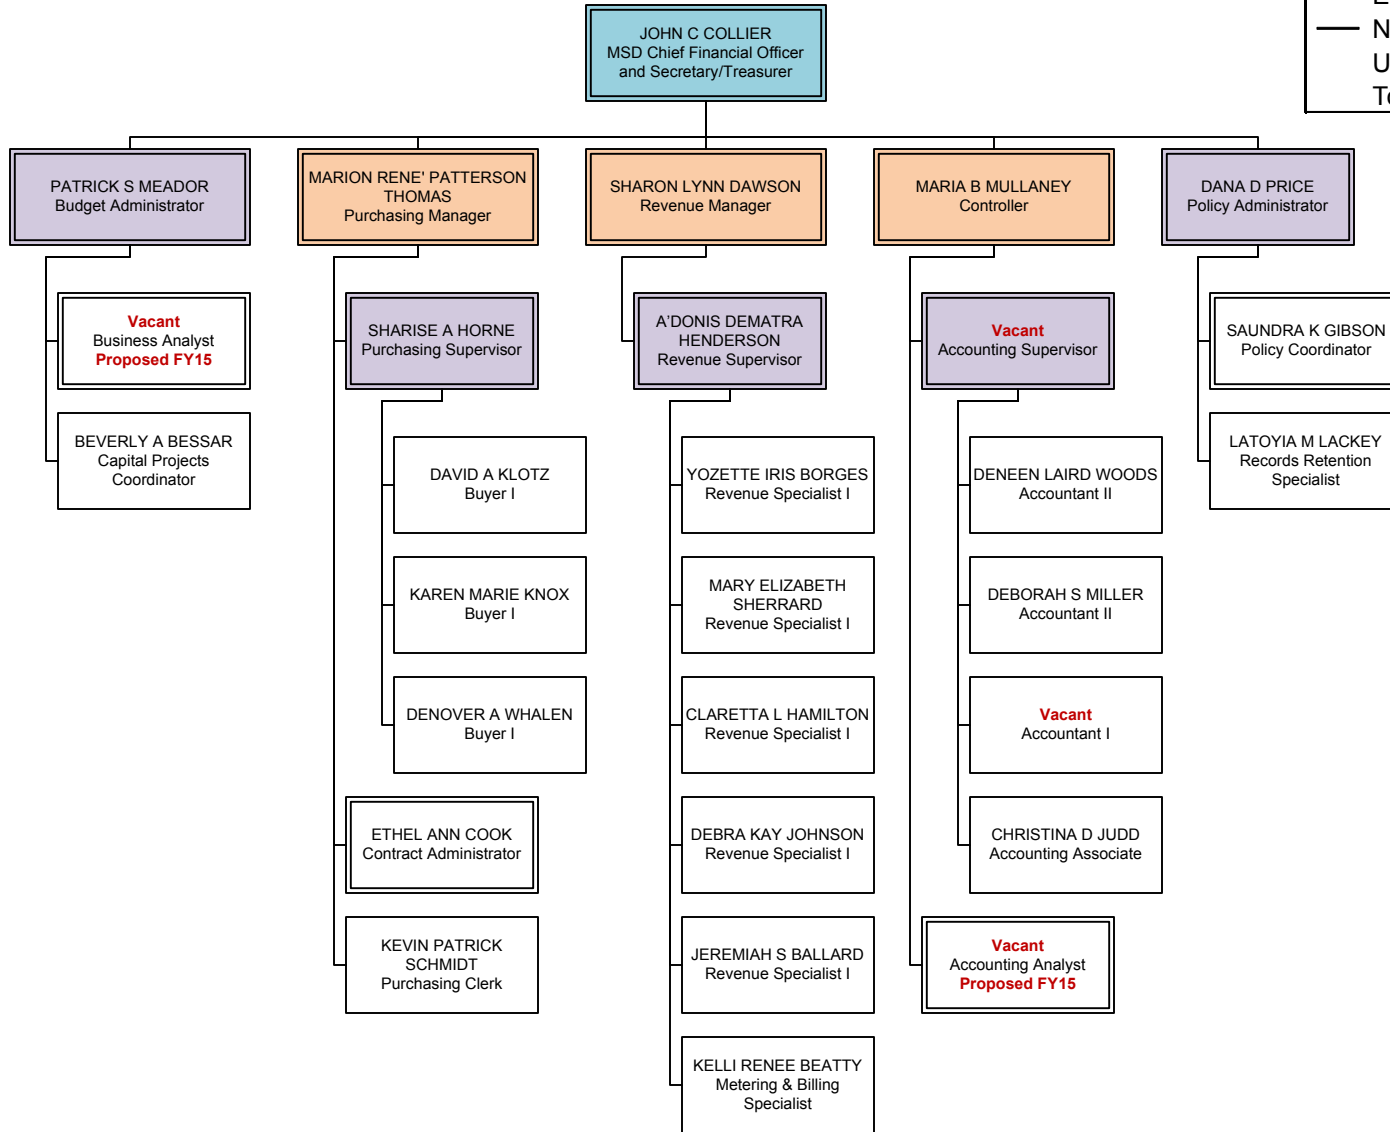 JOHN C COLLIER
MSD Chief Financial Officer
and Secretary/Treasurer
PATRICK S MEADOR
Budget Administrator
Vacant
Business Analyst
Proposed FY15
BEVERLY A BESSAR
Capital Projects
Coordinator
MARION RENE' PATTERSON
THOMAS
Purchasing Manager
SHARISE A HORNE
Purchasing Supervisor
DAVID A KLOTZ
Buyer I
KAREN MARIE KNOX
Buyer I
DENOVER A WHALEN
Buyer I
ETHEL ANN COOK
Contract Administrator
KEVIN PATRICK
SCHMIDT
Purchasing Clerk
SHARON LYNN DAWSON
Revenue Manager
A'DONIS DEMATRA
HENDERSON
Revenue Supervisor
YOZETTE IRIS BORGES
Revenue Specialist I
MARY ELIZABETH
SHERRARD
Revenue Specialist I
CLARETTA L HAMILTON
Revenue Specialist I
DEBRA KAY JOHNSON
Revenue Specialist I
JEREMIAH S BALLARD
Revenue Specialist I
KELLI RENEE BEATTY
Metering & Billing
Specialist
MARIA B MULLANEY
Controller
Vacant
Accounting Supervisor
DENEEN LAIRD WOODS
Accountant II
DEBORAH S MILLER
Accountant II
Vacant
Accountant I
CHRISTINA D JUDD
Accounting Associate
Vacant
Accounting Analyst
Proposed FY15
DANA D PRICE
Policy Administrator
SAUNDRA K GIBSON
Policy Coordinator
LATOYIA M LACKEY
Records Retention
Specialist